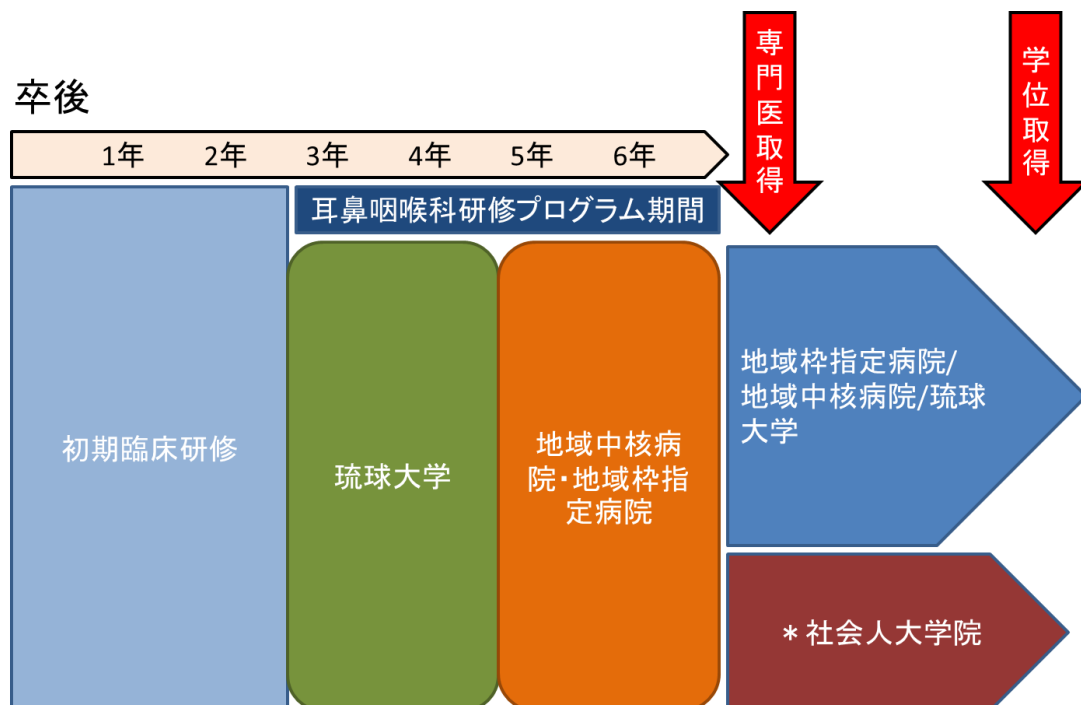 専門医取得
学位取得
卒後
1年 2年 3年 4年 5年 6年
耳鼻咽喉科研修プログラム期間
初期臨床研修
琉球大学
地域中核病
院・地域枠指
定病院
地域枠指定病院/
地域中核病院/琉球
大学
＊社会人大学院